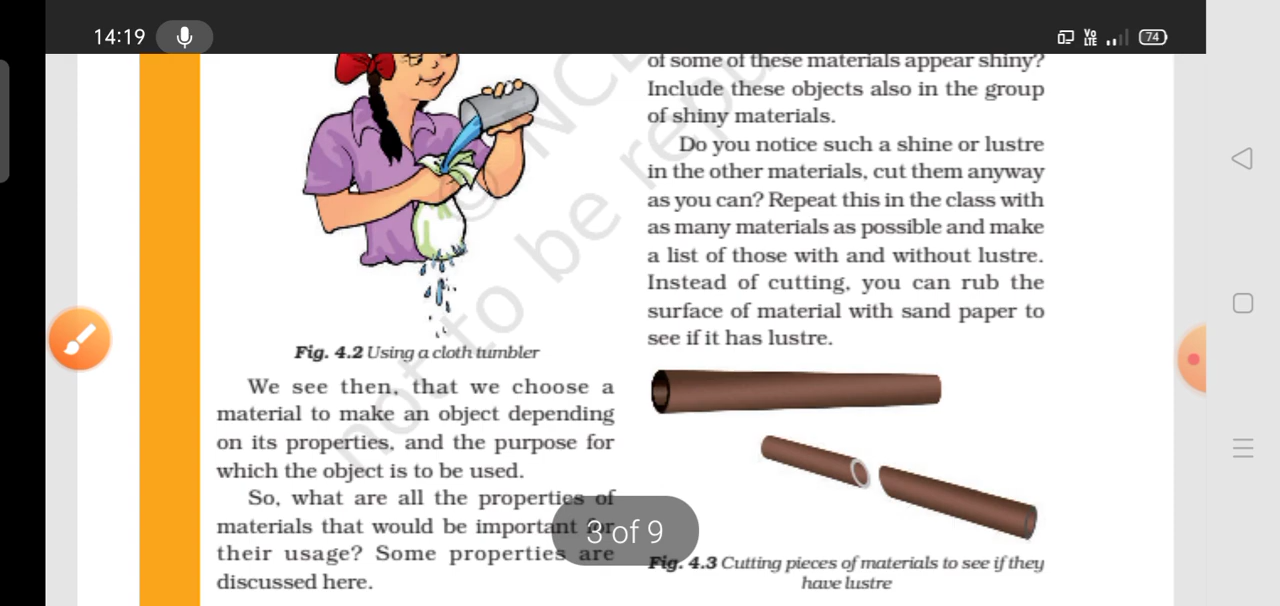 14:19
Vo
LTE
74
Fig. 4.2 Using a cloth tumbler
We see then, that we choose a
material to make an object depending
on its properties, and the purpose for
which the object is to be used.
So, what are all the properties of
materials that would be important for
their usage? Some properties are
discussed here.
of some of these materials appear shiny?
Include these objects also in the group
of shiny materials.
Do you notice such a shine or lustre
in the other materials, cut them anyway
as you can? Repeat this in the class with
as many materials as possible and make
a list of those with and without lustre.
Instead of cutting, you can rub the
surface of material with sand paper to
see if it has lustre.
Fig. 4.3 Cutting pieces of materials to see if they
have lustre
3 of 9
not to be